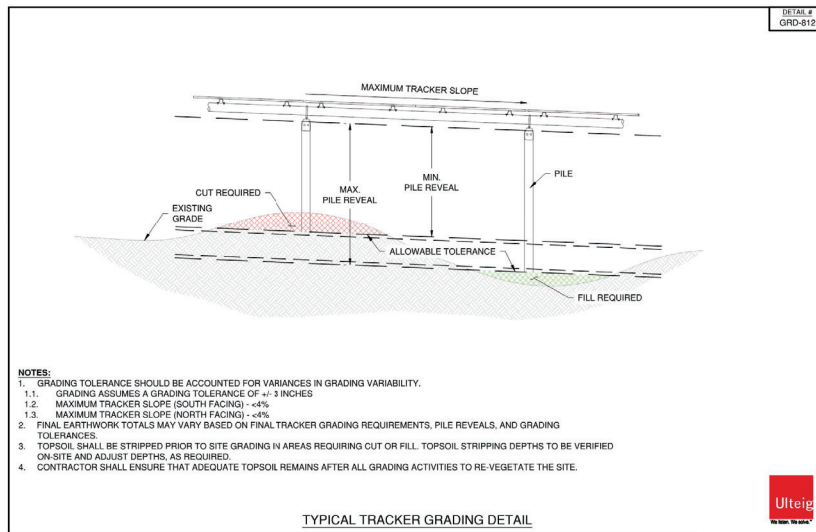 DETAIL #
GRD-812
MAXIMUM TRACKER SLOPE
MIN.
PILE REVEAL
MAX.
PILE REVEAL
PILE
CUT REQUIRED
EXISTING
GRADE
ALLOWABLE TOLERANCE
FILL REQUIRED
NOTES:
1. GRADING TOLERANCE SHOULD BE ACCOUNTED FOR VARIANCES IN GRADING VARIABILITY.
1.1. GRADING ASSUMES A GRADING TOLERANCE OF +/- 3 INCHES
1.2. MAXIMUM TRACKER SLOPE (SOUTH FACING) - <4%
1.3. MAXIMUM TRACKER SLOPE (NORTH FACING) - <4%
2. FINAL EARTHWORK TOTALS MAY VARY BASED ON FINAL TRACKER GRADING REQUIREMENTS, PILE REVEALS, AND GRADING
TOLERANCES.
3. TOPSOIL SHALL BE STRIPPED PRIOR TO SITE GRADING IN AREAS REQUIRING CUT OR FILL. TOPSOIL STRIPPING DEPTHS TO BE VERIFIED
ON-SITE AND ADJUST DEPTHS, AS REQUIRED.
4. CONTRACTOR SHALL ENSURE THAT ADEQUATE TOPSOIL REMAINS AFTER ALL GRADING ACTIVITIES TO RE-VEGETATE THE SITE.
TYPICAL TRACKER GRADING DETAIL
Ulteig
We listen. We solve.™